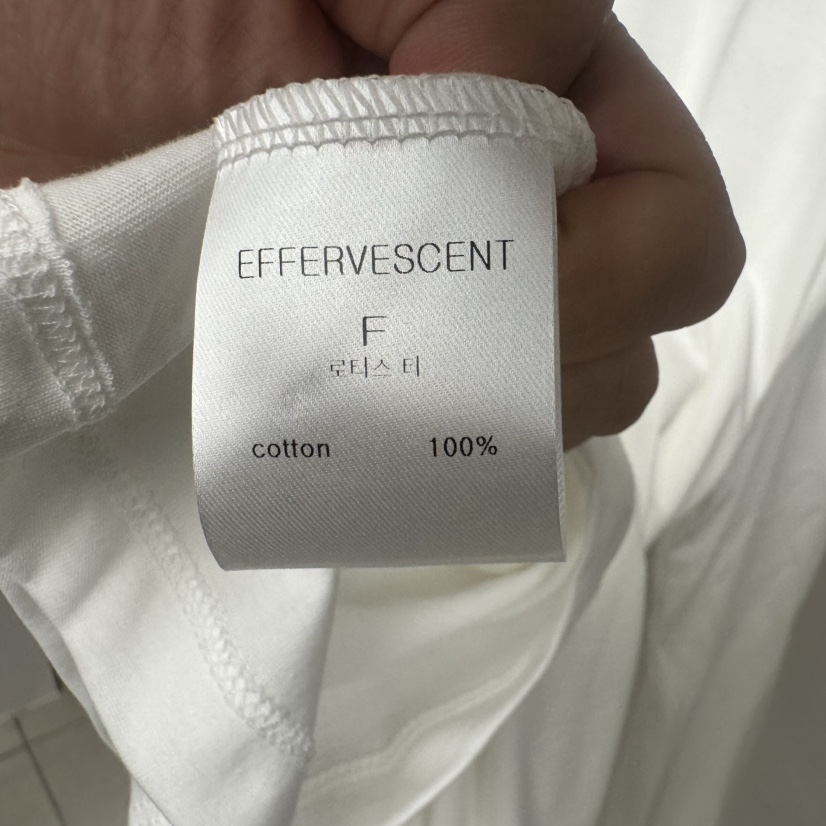 EFFERVESCENT
F
로티스 티
cotton 100%